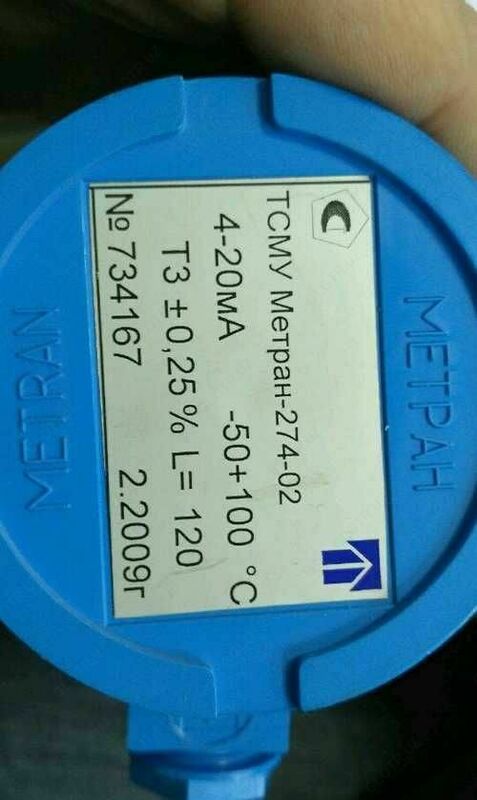 МЕТРАН
ТСМУ Метран-274-02
4-20мА -50+100 °С
Т3 ±0,25% L= 120
№ 734167 2.2009г
METRAN